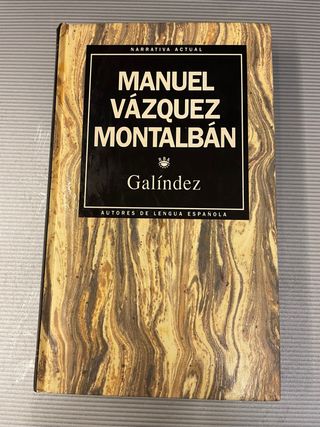 NARRATIVA ACTUAL
MANUEL
VÁZQUEZ
MONTALBÁN
Galíndez
AUTORES DE LENGUA ESPAÑOLA